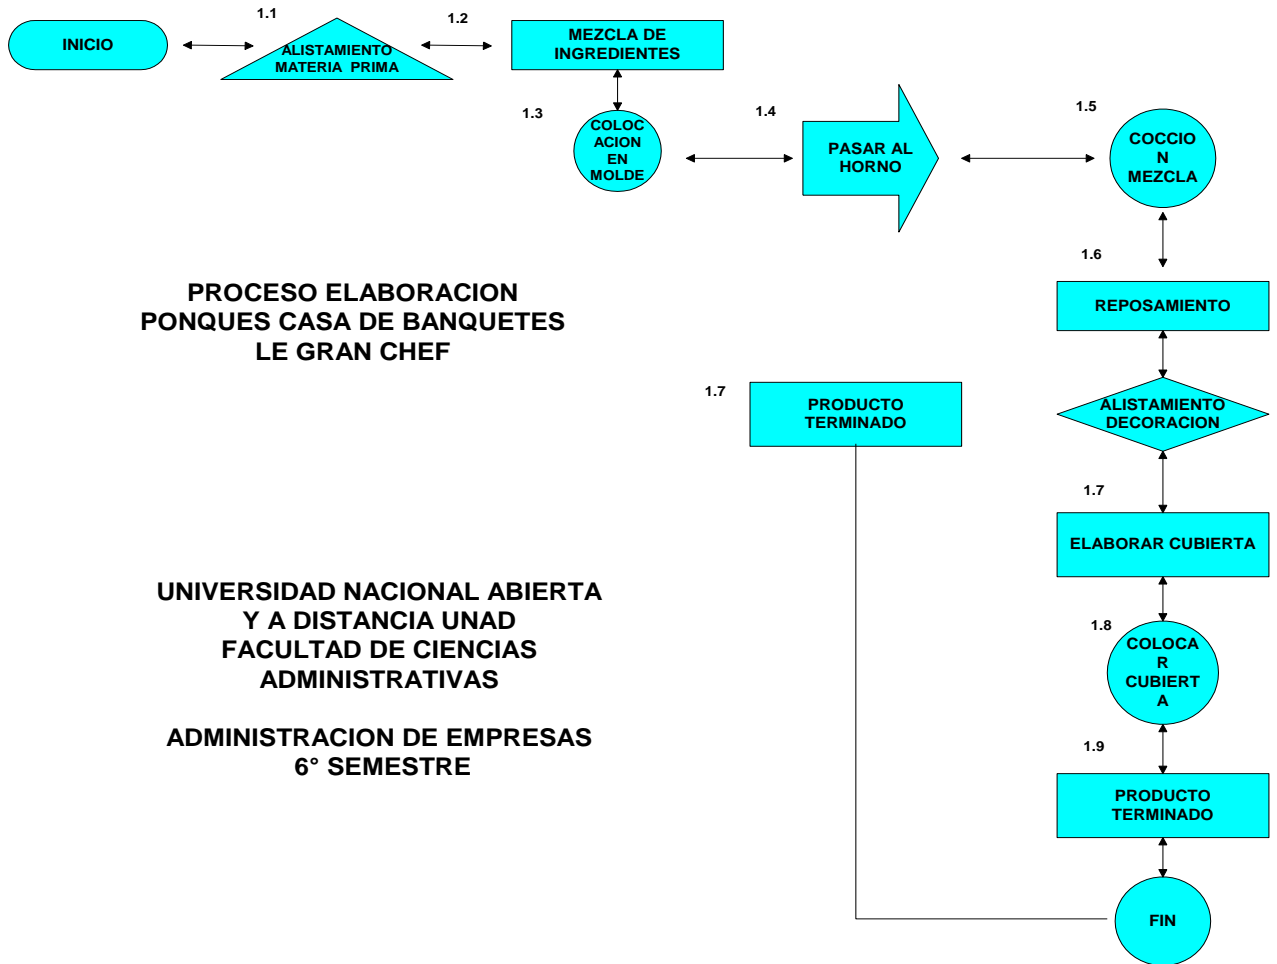 1.1
1.2
INICIO
ALISTAMIENTO
MATERIA PRIMA
MEZCLA DE
INGREDIENTES
1.3
COLOC
ACION
EN
MOLDE
1.4
PASAR AL
HORNO
1.5
COCCIO
N
MEZCLA
1.6
REPOSAMIENTO
PROCESO ELABORACION
PONQUES CASA DE BANQUETES
LE GRAN CHEF
1.7
PRODUCTO
TERMINADO
ALISTAMIENTO
DECORACION
1.7
ELABORAR CUBIERTA
UNIVERSIDAD NACIONAL ABIERTA
Y A DISTANCIA UNAD
FACULTAD DE CIENCIAS
ADMINISTRATIVAS
ADMINISTRACION DE EMPRESAS
6° SEMESTRE
1.8
COLOCA
R
CUBIERT
A
1.9
PRODUCTO
TERMINADO
FIN